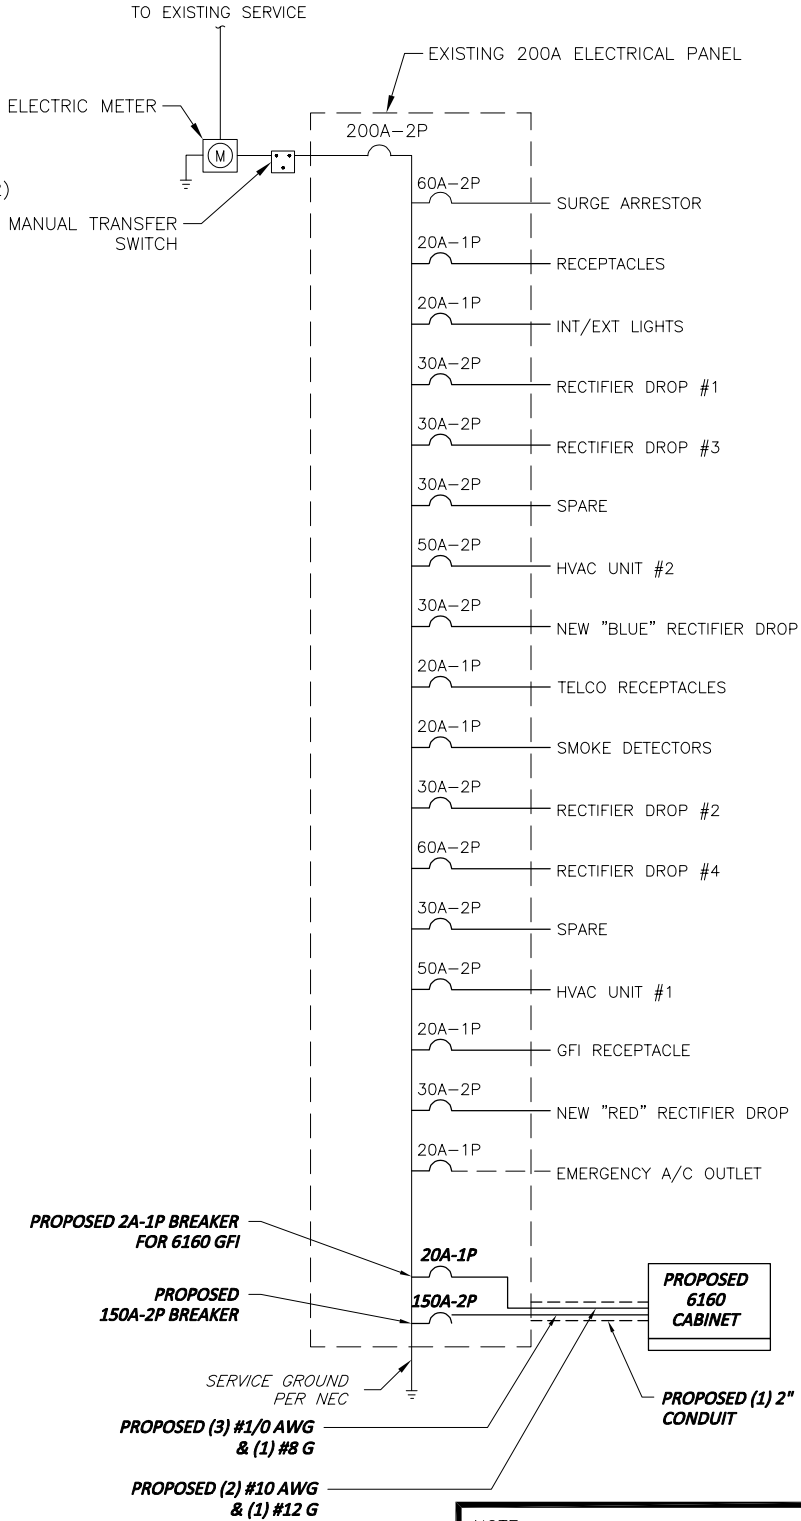 TO EXISTING SERVICE
EXISTING 200A ELECTRICAL PANEL
ELECTRIC METER
200A-2P
M
2)
MANUAL TRANSFER
SWITCH
60A-2P
SURGE ARRESTOR
20A-1P
RECEPTACLES
20A-1P
INT/EXT LIGHTS
30A-2P
RECTIFIER DROP #1
30A-2P
RECTIFIER DROP #3
30A-2P
SPARE
50A-2P
HVAC UNIT #2
30A-2P
NEW "BLUE" RECTIFIER DROP
20A-1P
TELCO RECEPTACLES
20A-1P
SMOKE DETECTORS
30A-2P
RECTIFIER DROP #2
60A-2P
RECTIFIER DROP #4
30A-2P
SPARE
50A-2P
HVAC UNIT #1
20A-1P
GFI RECEPTACLE
30A-2P
NEW "RED" RECTIFIER DROP
20A-1P
EMERGENCY A/C OUTLET
PROPOSED 2A-1P BREAKER
FOR 6160 GFI
20A-1P
PROPOSED
150A-2P BREAKER
150A-2P
PROPOSED
6160
CABINET
SERVICE GROUND
PER NEC
PROPOSED (1) 2"
CONDUIT
PROPOSED (3) #1/0 AWG
& (1) #8 G
PROPOSED (2) #10 AWG
& (1) #12 G